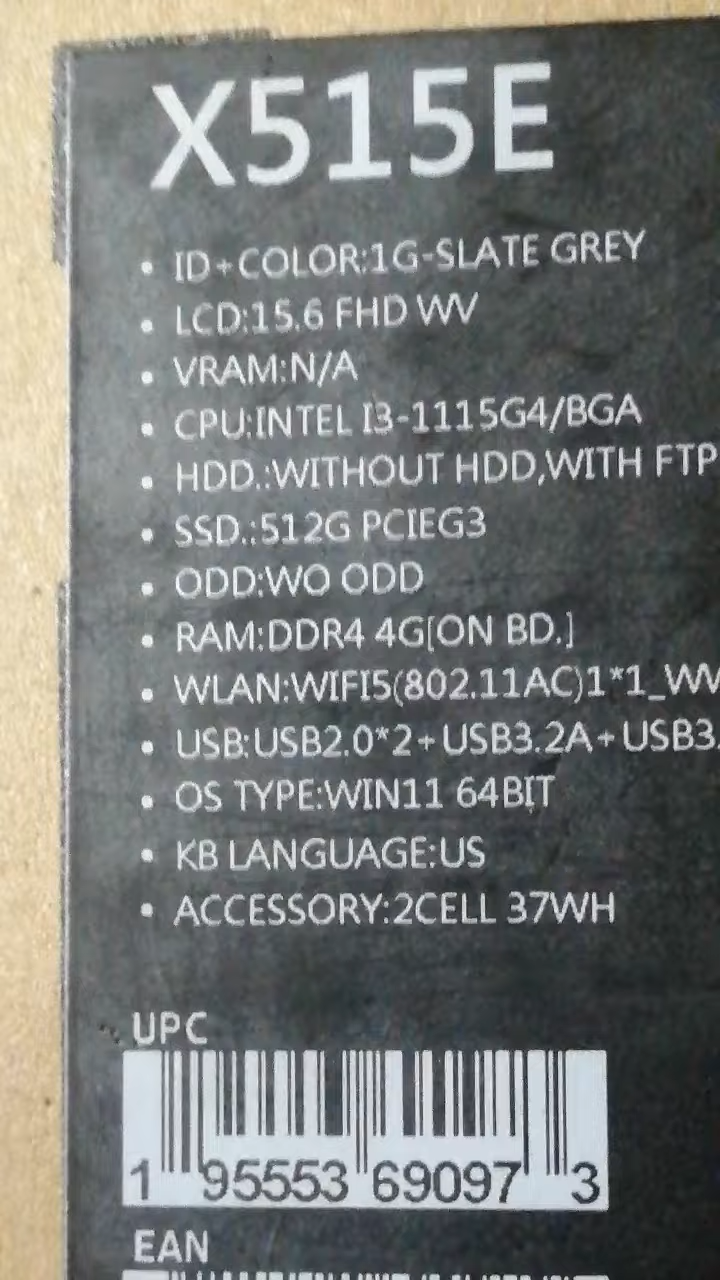 X515E
• ID+COLOR:1G-SLATE GREY
• LCD:15.6 FHD WV
• VRAM:N/A
• CPU:INTEL I3-1115G4/BGA
• HDD.:WITHOUT HDD,WITH FTP
• SSD.:512G PCIEG3
• ODD:WO ODD
• RAM:DDR4 4G[ON BD.]
• WLAN:WIFI5(802.11AC)1*1_WV
• USB:USB2.0*2+USB3.2A+USB3.
• OS TYPE:WIN11 64BIT
• KB LANGUAGE:US
• ACCESSORY:2CELL 37WH
UPC
1 95553 69097 3
EAN